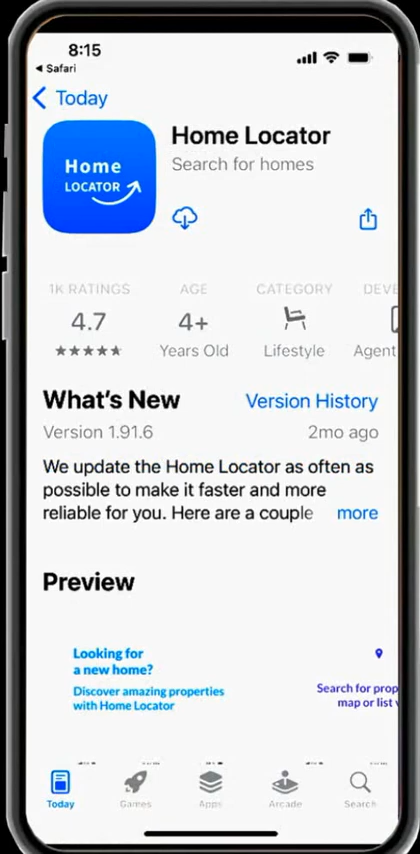 8:15
Safari
Today
Home
LOCATOR
Home Locator
Search for homes
1K RATINGS
AGE
CATEGORY
DEVE
4.7
4+
Years Old
Lifestyle
Agent
What's New
Version History
Version 1.91.6
2mo ago
We update the Home Locator as often as
possible to make it faster and more
reliable for you. Here are a couple more
Preview
Looking for
a new home?
Discover amazing properties
with Home Locator
Search for prop
map or list
Today
Games
Apps
Arcade
Search